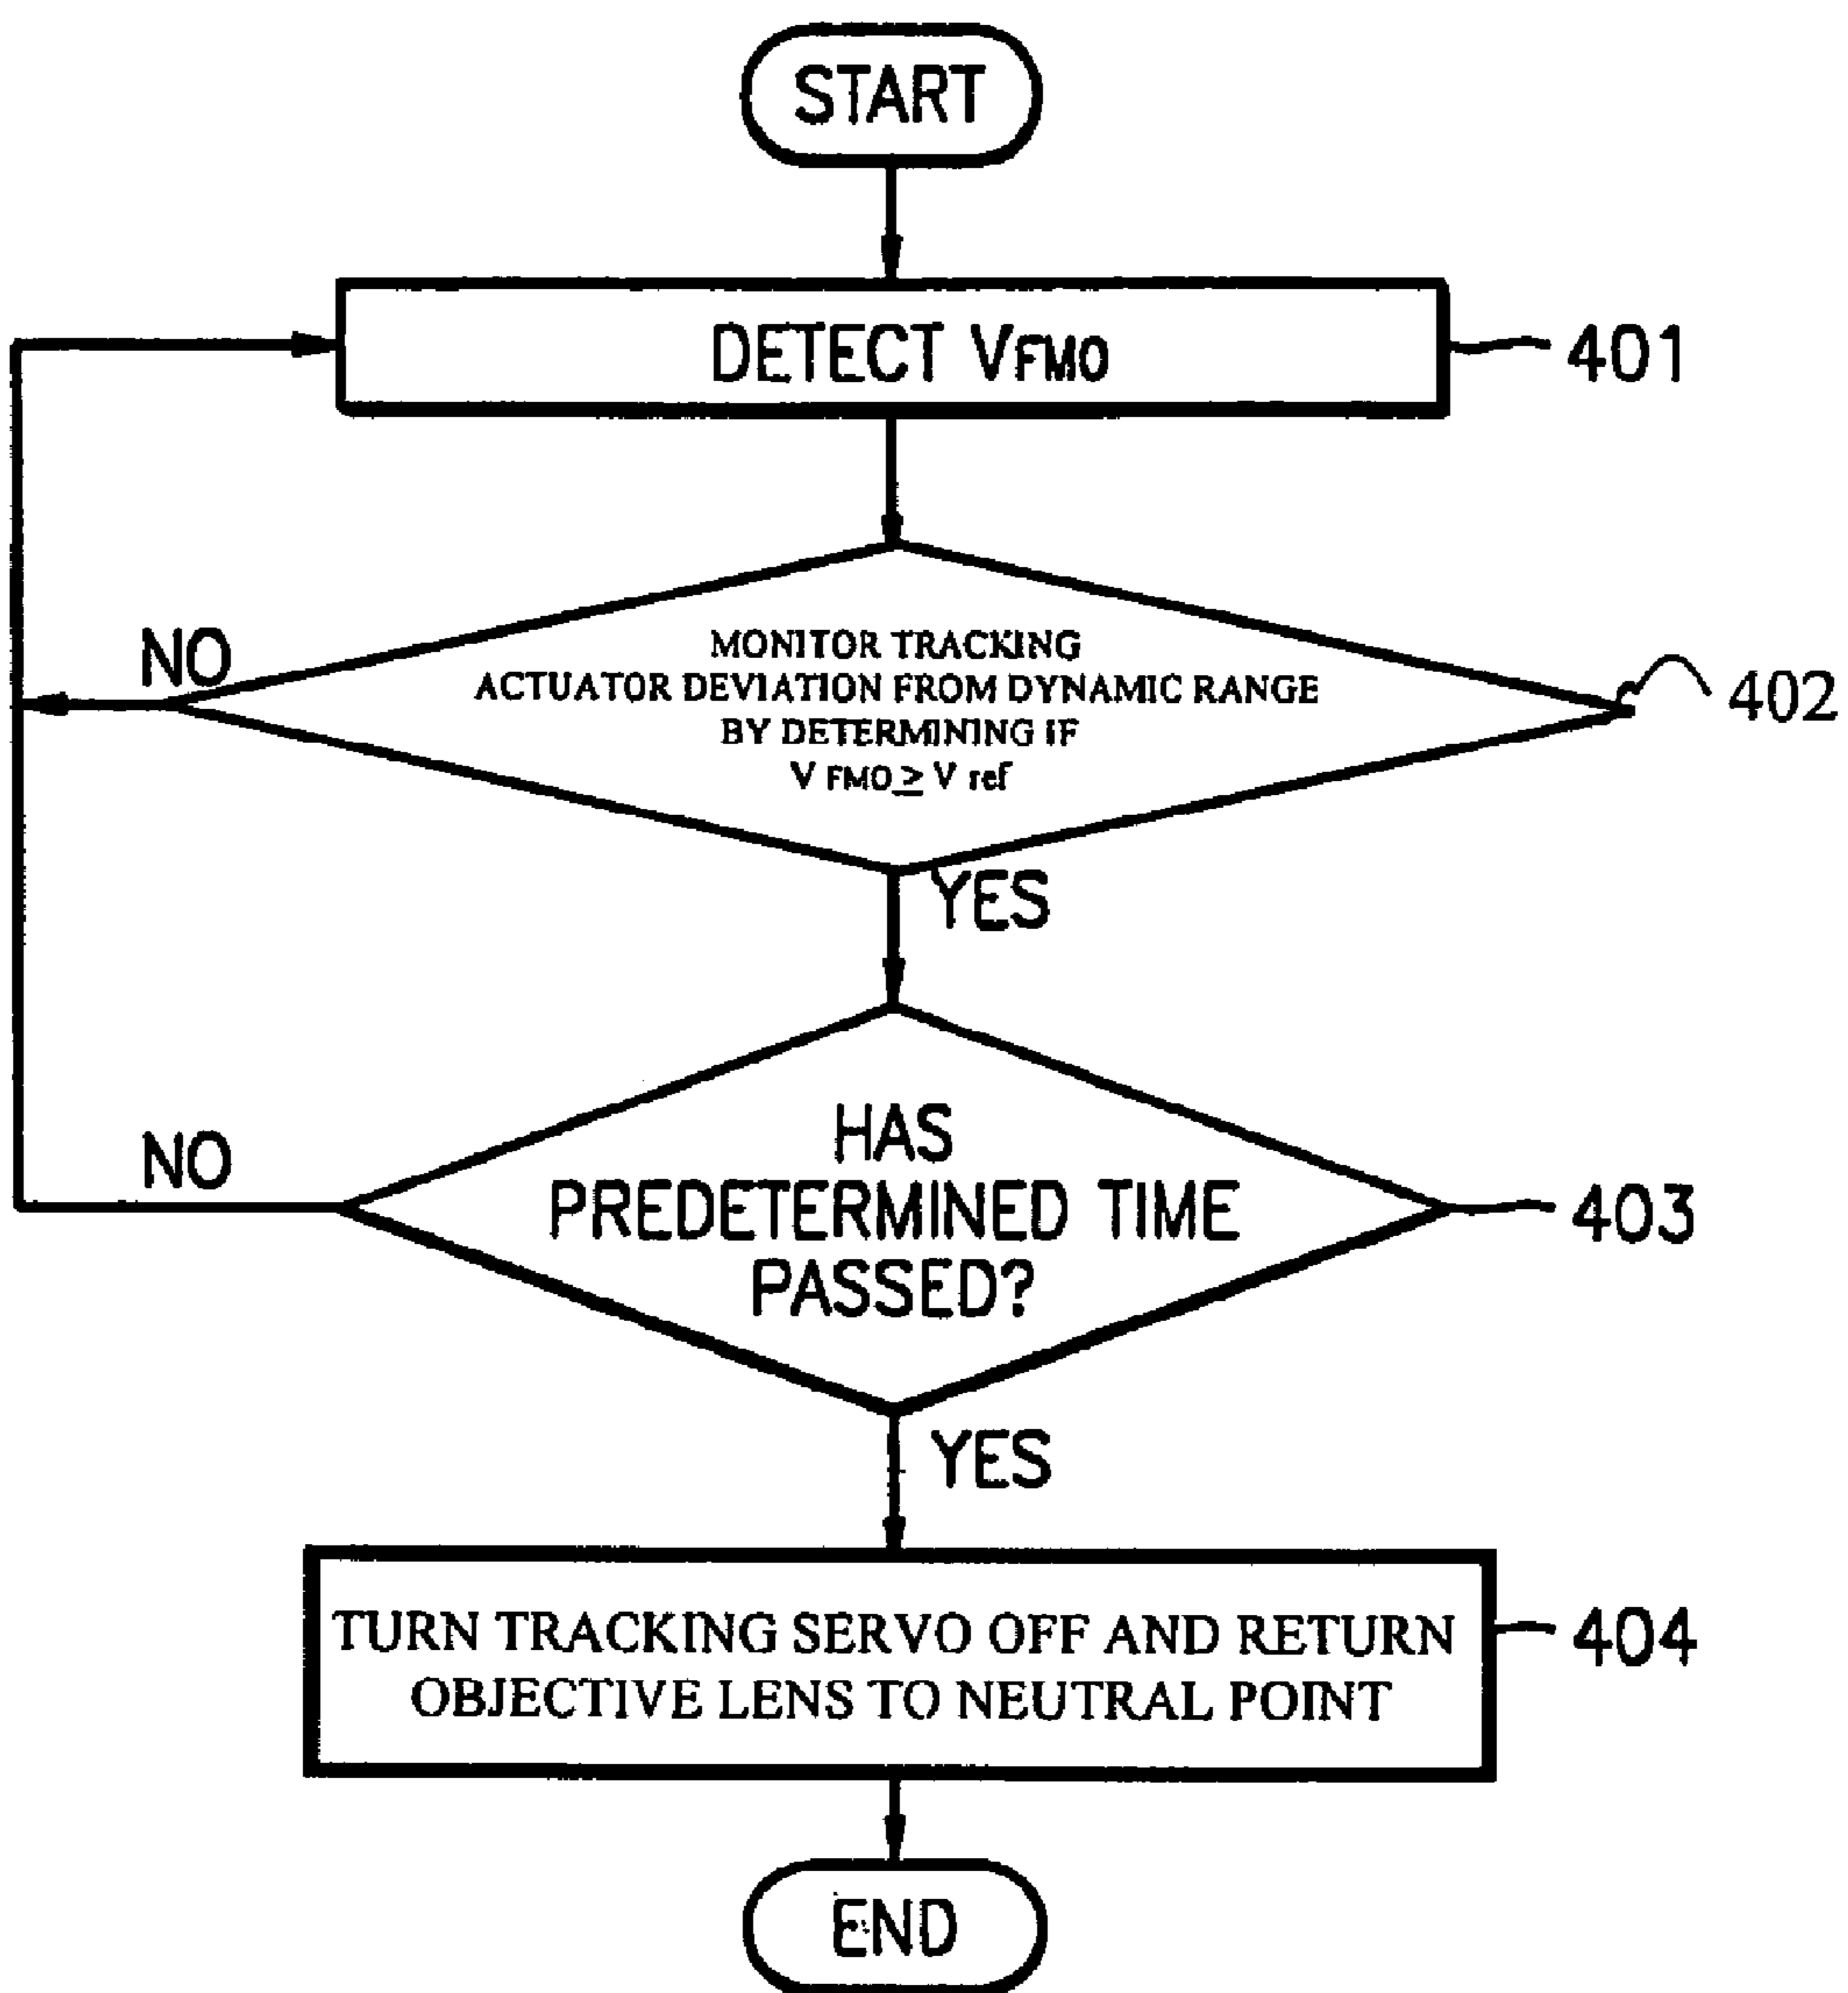 START
DETECT VFMO
401
MONITOR TRACKING
ACTUATOR DEVIATION FROM DYNAMIC RANGE
BY DETERMINING IF
V FMO ≥ V ref
402
NO
YES
HAS
PREDETERMINED TIME
PASSED?
403
NO
YES
TURN TRACKING SERVO OFF AND RETURN
OBJECTIVE LENS TO NEUTRAL POINT
404
END